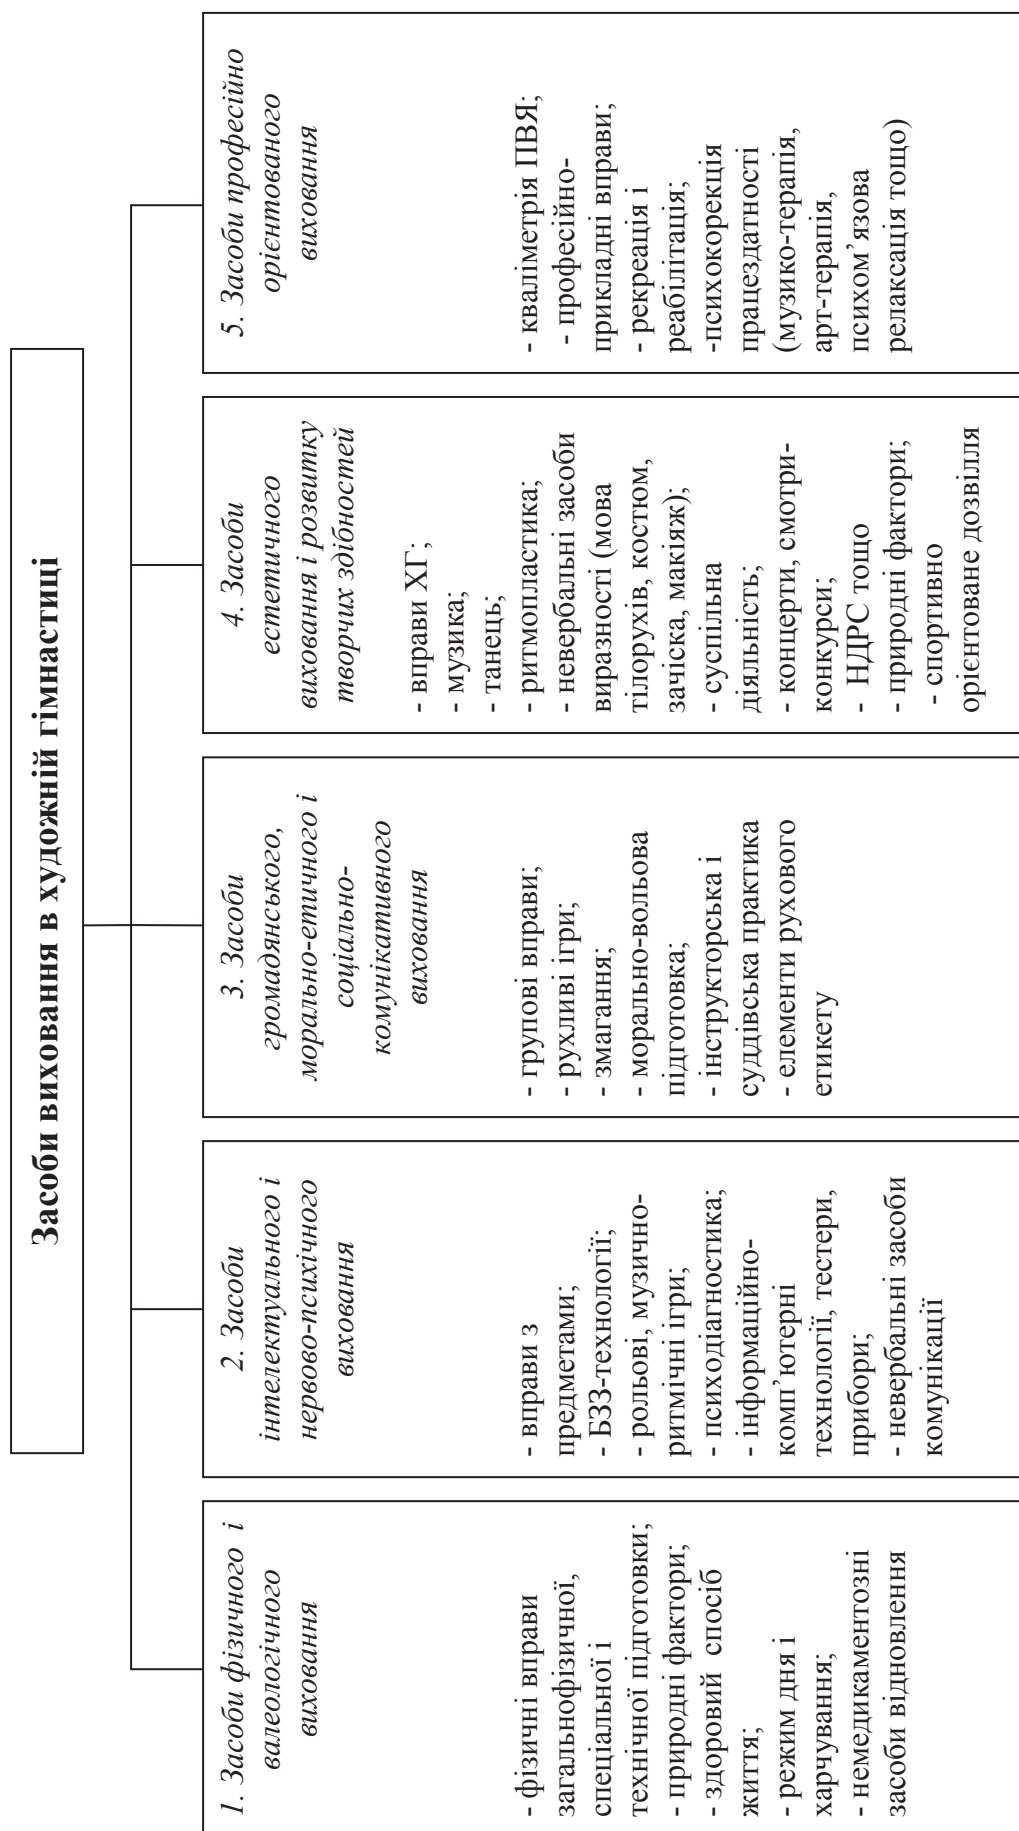 Засоби виховання в художній гімнастиці
1. Засоби фізичного і
валеологічного
виховання
- фізичні вправи
загальнофізичної,
спеціальної і
технічної підготовки;
- природні фактори;
- здоровий спосіб
життя;
- режим дня і
харчування;
- немедикаментозні
засоби відновлення
2. Засоби
інтелектуального і
нервово-психічного
виховання
- вправи з
предметами;
- БЗЗ-технології;
- рольові, музично-
ритмічні ігри;
- психодіагностика;
- інформаційно-
комп’ютерні
технології, тестери,
прибори;
- невербальні засоби
комунікації
3. Засоби
громадянського,
морально-етичного і
соціально-
комунікативного
виховання
- групові вправи;
- рухливі ігри;
- змагання;
- морально-вольова
підготовка;
- інструкторська і
суддівська практика
- елементи рухового
етикету
4. Засоби
естетичного
виховання і розвитку
творчих здібностей
- вправи ХГ;
- музика;
- танець,
- ритмопластика;
- невербальні засоби
виразності (мова
тілорухів, костюм,
зачіска, макіяж);
- суспільна
діяльність;
- концерти, смотри-
конкурси;
- НДРС тощо
- природні фактори;
- спортивно
орієнтоване дозвілля
5. Засоби професійно
орієнтованого
виховання
- кваліметрія ПВЯ;
- професійно-
прикладні вправи;
- рекреація і
реабілітація;
-психокорекція
працездатності
(музико-терапія,
арт-терапія,
психом’язова
релаксація тощо)